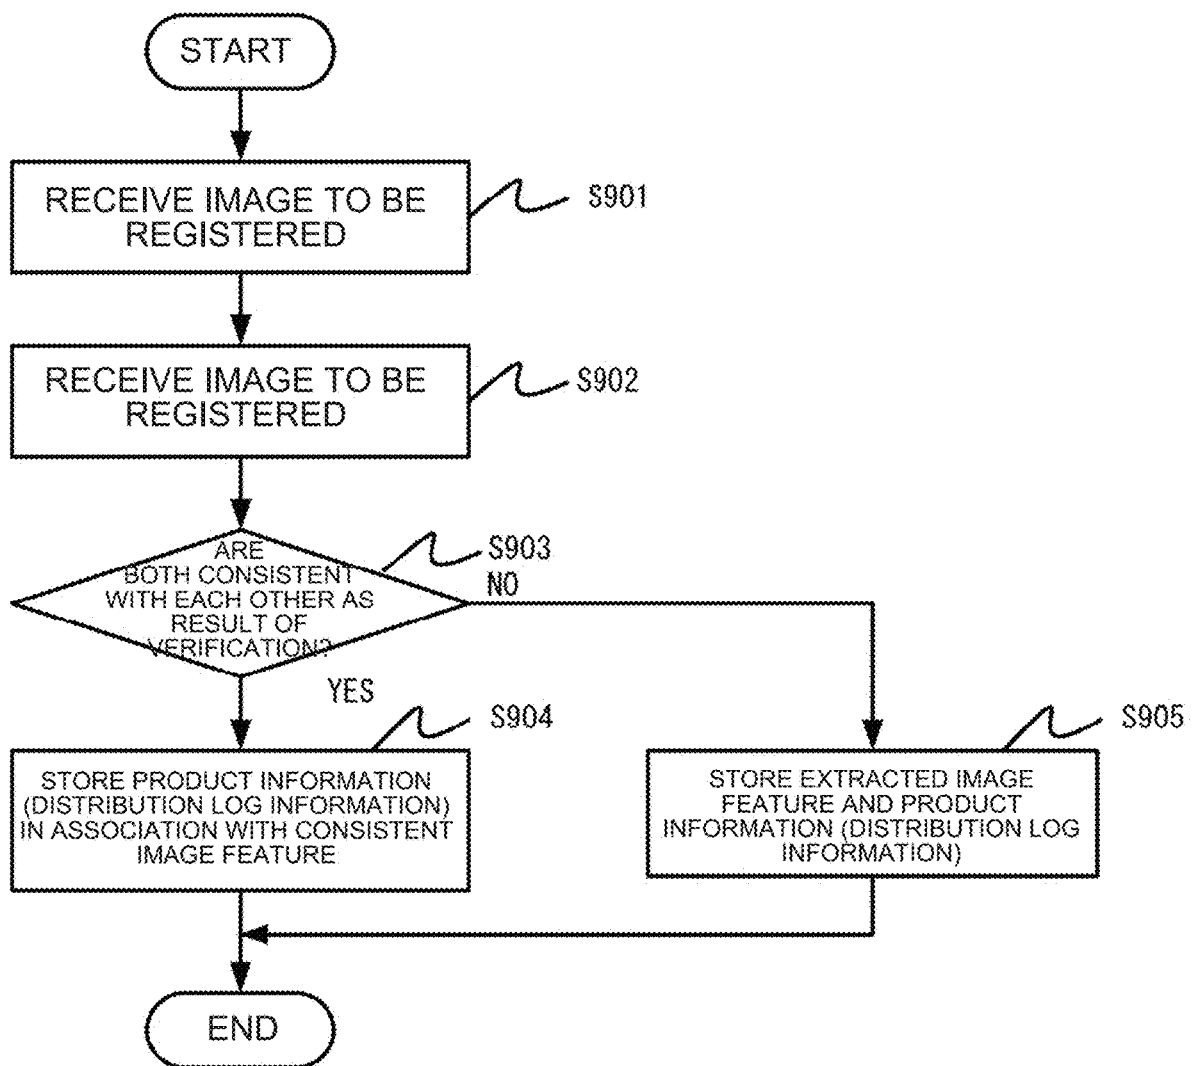 START
RECEIVE IMAGE TO BE
REGISTERED
S901
RECEIVE IMAGE TO BE
REGISTERED
S902
ARE
BOTH CONSISTENT
WITH EACH OTHER AS
RESULT OF
VERIFICATION?
S903
NO
YES
S904
STORE PRODUCT INFORMATION
(DISTRIBUTION LOG INFORMATION)
IN ASSOCIATION WITH CONSISTENT
IMAGE FEATURE
S905
STORE EXTRACTED IMAGE
FEATURE AND PRODUCT
INFORMATION (DISTRIBUTION LOG
INFORMATION)
END